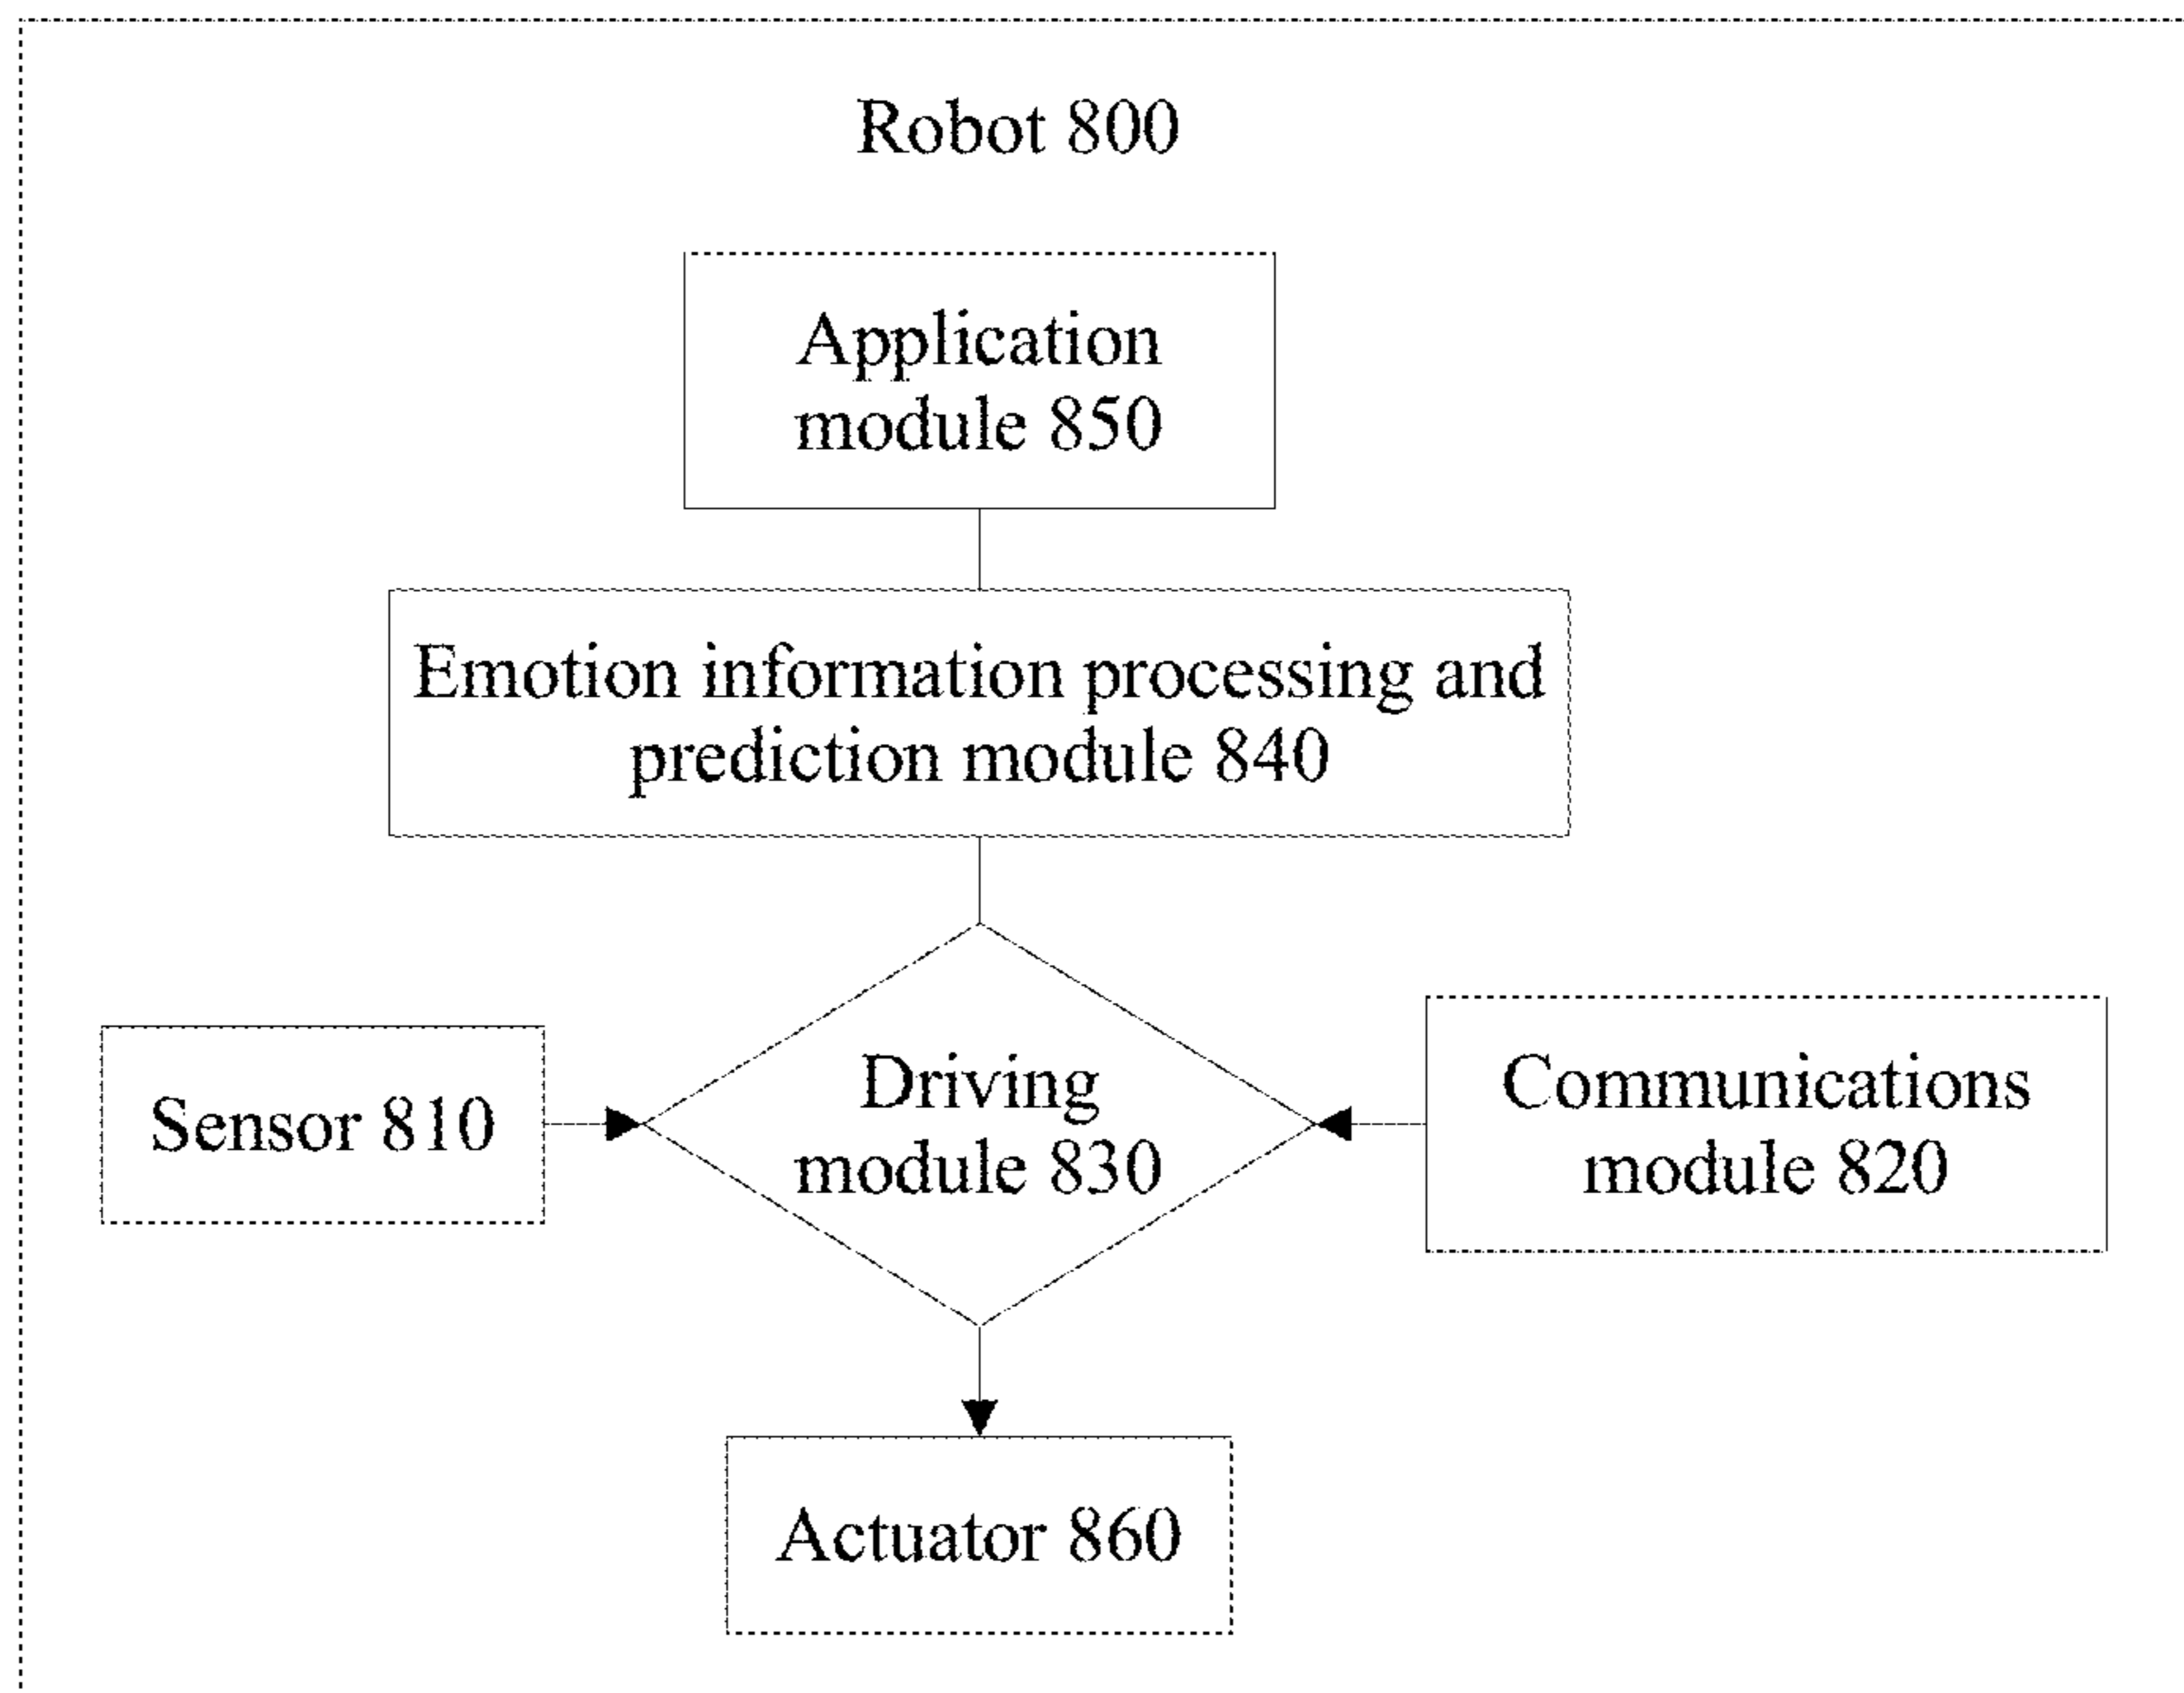 Robot 800
Application
module 850
Emotion information processing and
prediction module 840
Sensor 810
Driving
module 830
Communications
module 820
Actuator 860